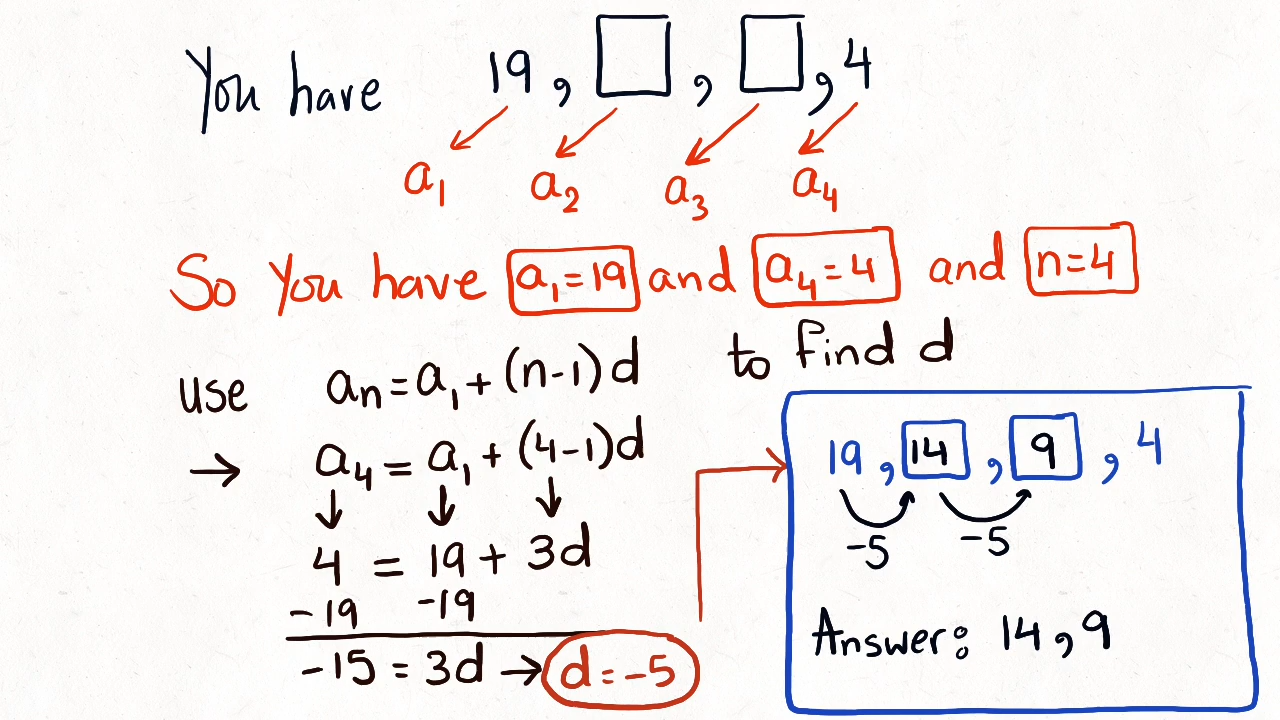 You have 19, □, □, 4
a₁ a₂ a₃ a₄
So you have a₁=19 and a₄=4 and n=4
use aₙ=a₁+(n-1)d to find d
→ a₄=a₁+(4-1)d
↓ ↓ ↓
4 = 19 + 3d
-19 -19
-15 = 3d → d=-5
19, 14, 9, 4
-5 -5
Answer: 14, 9